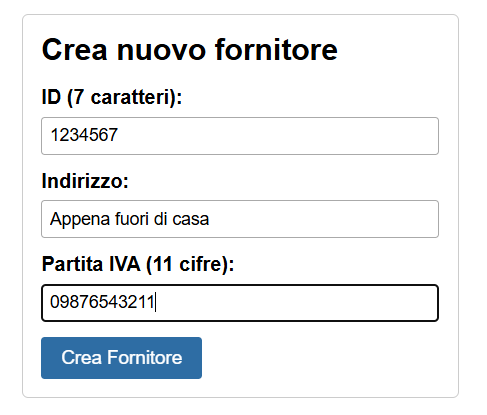 Crea nuovo fornitore
ID (7 caratteri):
1234567
Indirizzo:
Appena fuori di casa
Partita IVA (11 cifre):
09876543211
Crea Fornitore